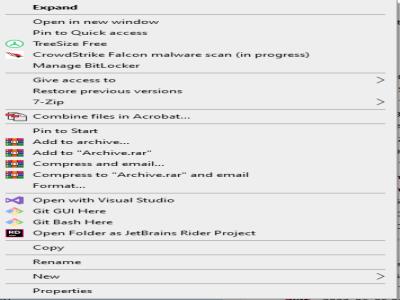 Expand
Open in new window
Pin to Quick access
TreeSize Free
CrowdStrike Falcon malware scan (in progress)
Manage BitLocker
Give access to
Restore previous versions
7-Zip
Combine files in Acrobat...
Pin to Start
Add to archive...
Add to "Archive.rar"
Compress and email...
Compress to "Archive.rar" and email
Format...
Open with Visual Studio
Git GUI Here
Git Bash Here
RD Open Folder as JetBrains Rider Project
Copy
Rename
New
Properties